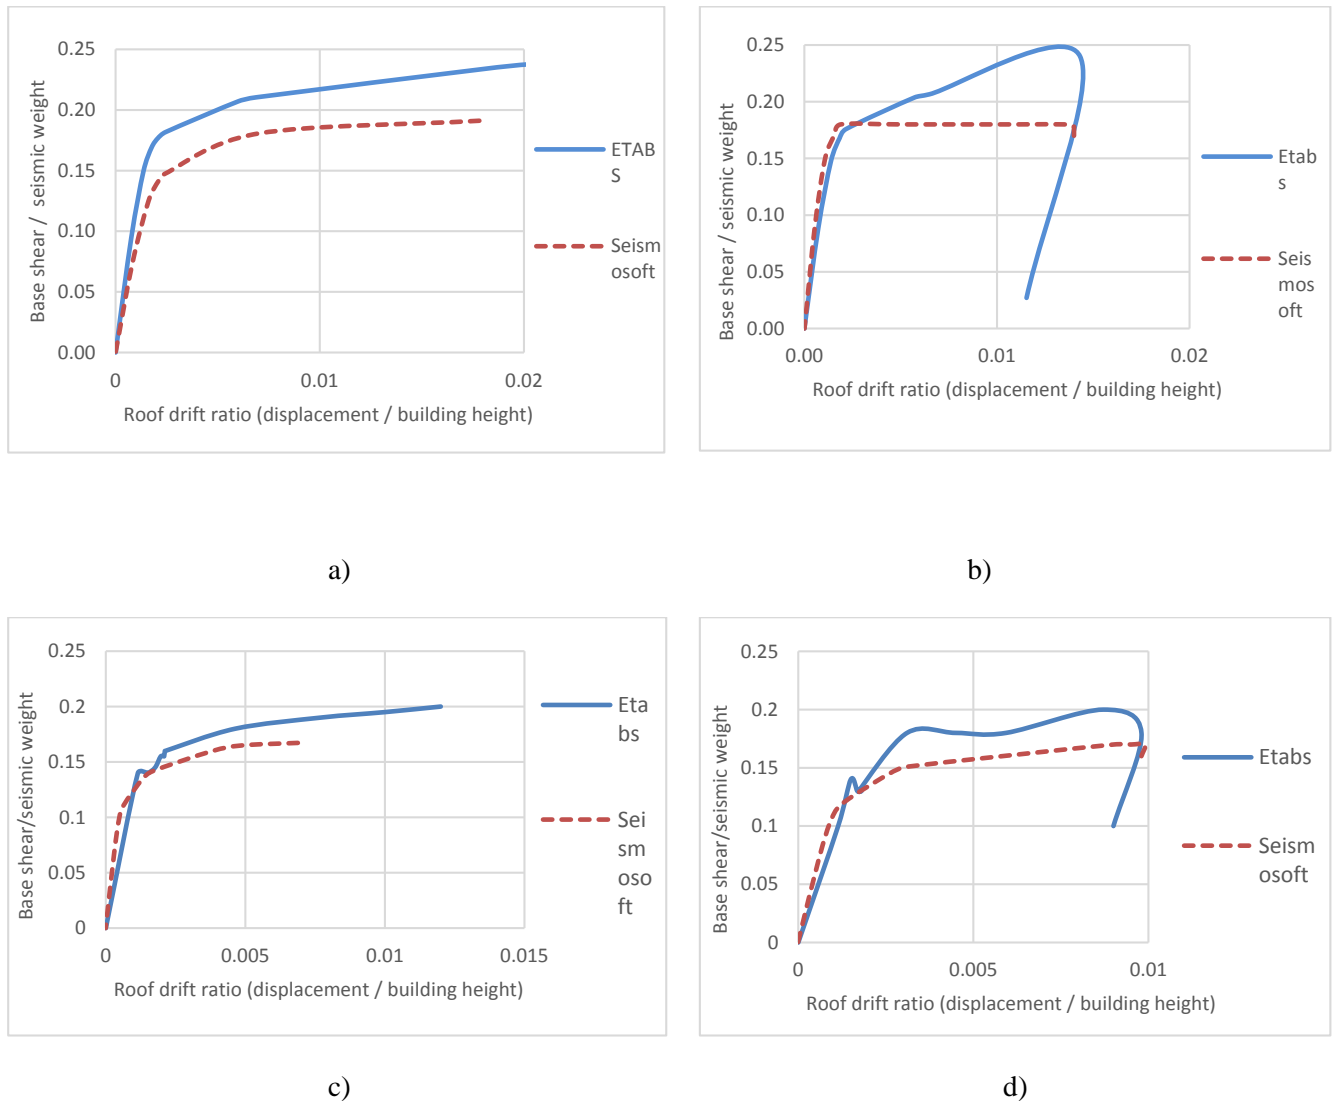 0.25
0.20
0.15
0.10
0.05
0.00
0
0.01
0.02
Base shear / seismic weight
Roof drift ratio (displacement / building height)
ETAB
S
Seism
osoft
a)
0.25
0.20
0.15
0.10
0.05
0.00
0.00
0.01
0.02
Base shear / seismic weight
Roof drift ratio (displacement / building height)
Etab
s
Seis
mos
oft
b)
0.25
0.2
0.15
0.1
0.05
0
0
0.005
0.01
0.015
Base shear/seismic weight
Roof drift ratio (displacement / building height)
Eta
bs
Sei
sm
oso
ft
c)
0.25
0.2
0.15
0.1
0.05
0
0
0.005
0.01
Base shear/seismic weight
Roof drift ratio (displacement / building height)
Etabs
Seism
osoft
d)